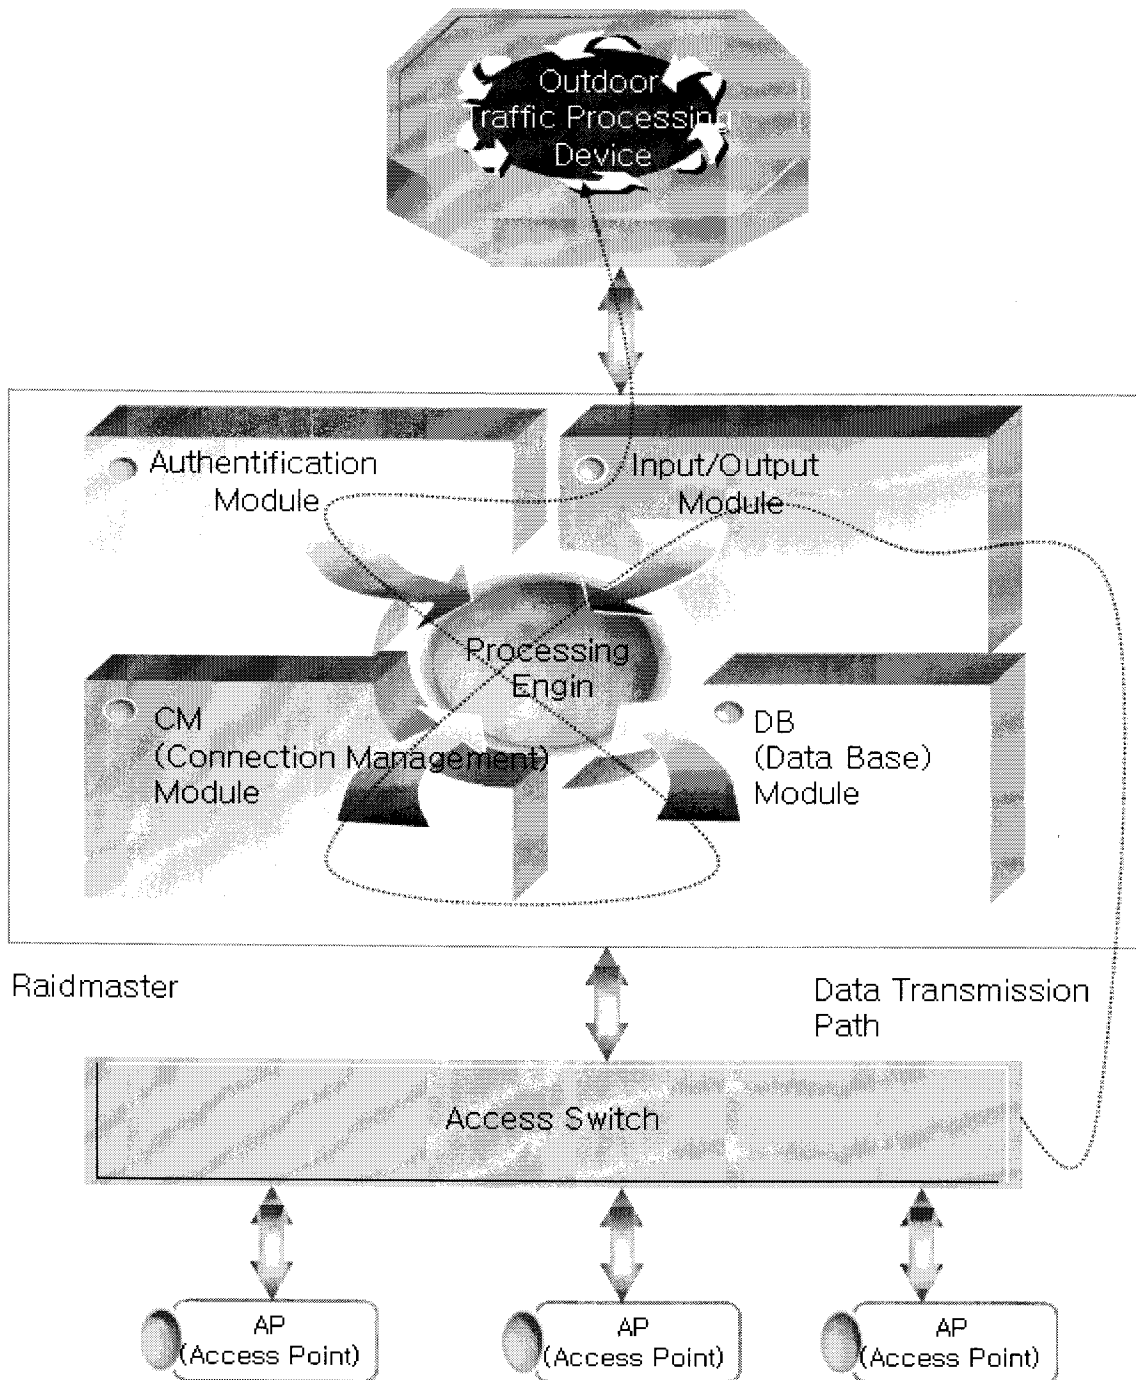 Outdoor
Traffic Processing
Device
Authentification
Module
Input/Output
Module
Processing
Engin
CM
(Connection Management)
Module
DB
(Data Base)
Module
Raidmaster
Data Transmission
Path
Access Switch
AP
(Access Point)
AP
(Access Point)
AP
(Access Point)